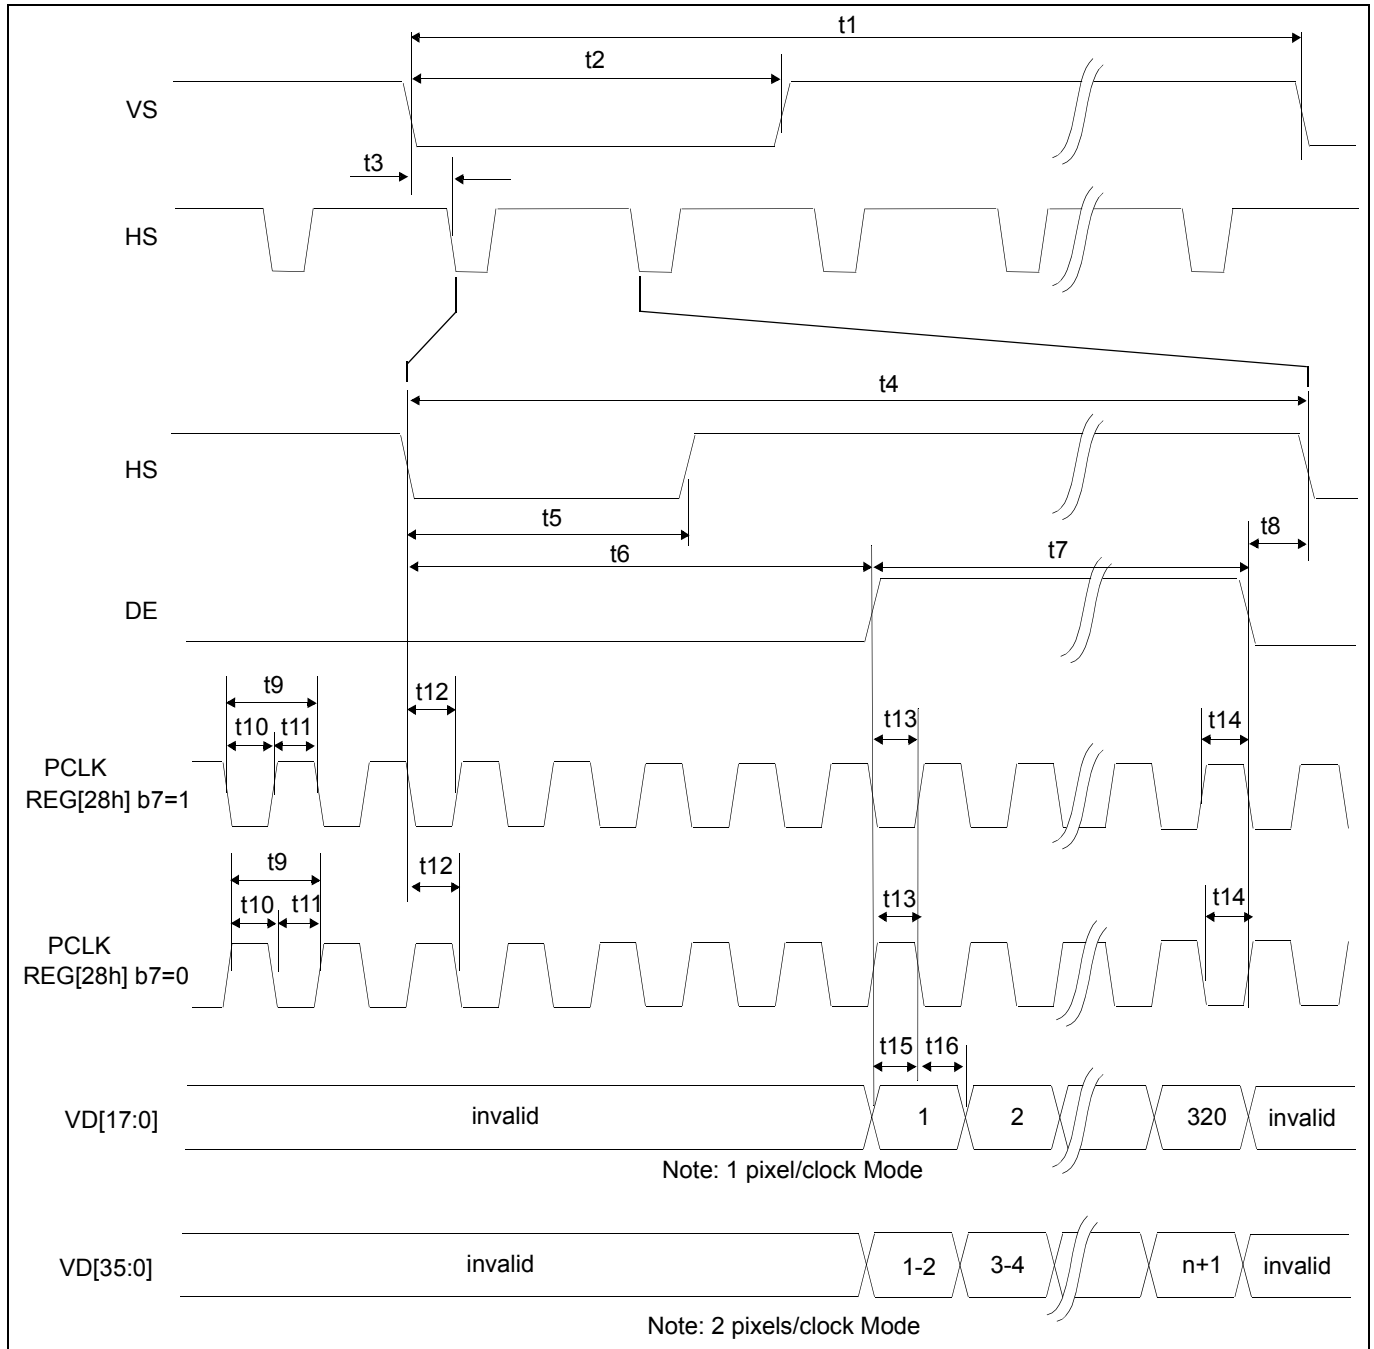 t1
t2
VS
t3
HS
t4
HS
t5
t8
t6
t7
DE
t9
t12
t10 t11
t13
t14
PCLK
REG[28h] b7=1
t9
t12
t10 t11
t13
t14
PCLK
REG[28h] b7=0
t15 t16
VD[17:0]
invalid
1
2
320
invalid
Note: 1 pixel/clock Mode
VD[35:0]
invalid
1-2
3-4
n+1
invalid
Note: 2 pixels/clock Mode